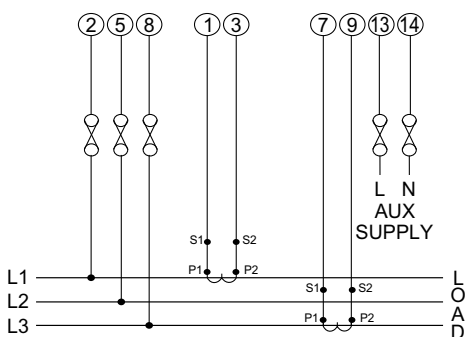 2 5 8 1 3 7 9 13 14
L N
AUX
SUPPLY
S1 S2
P1 P2
L1
L2
L3
S1 S2
P1 P2
L
O
A
D